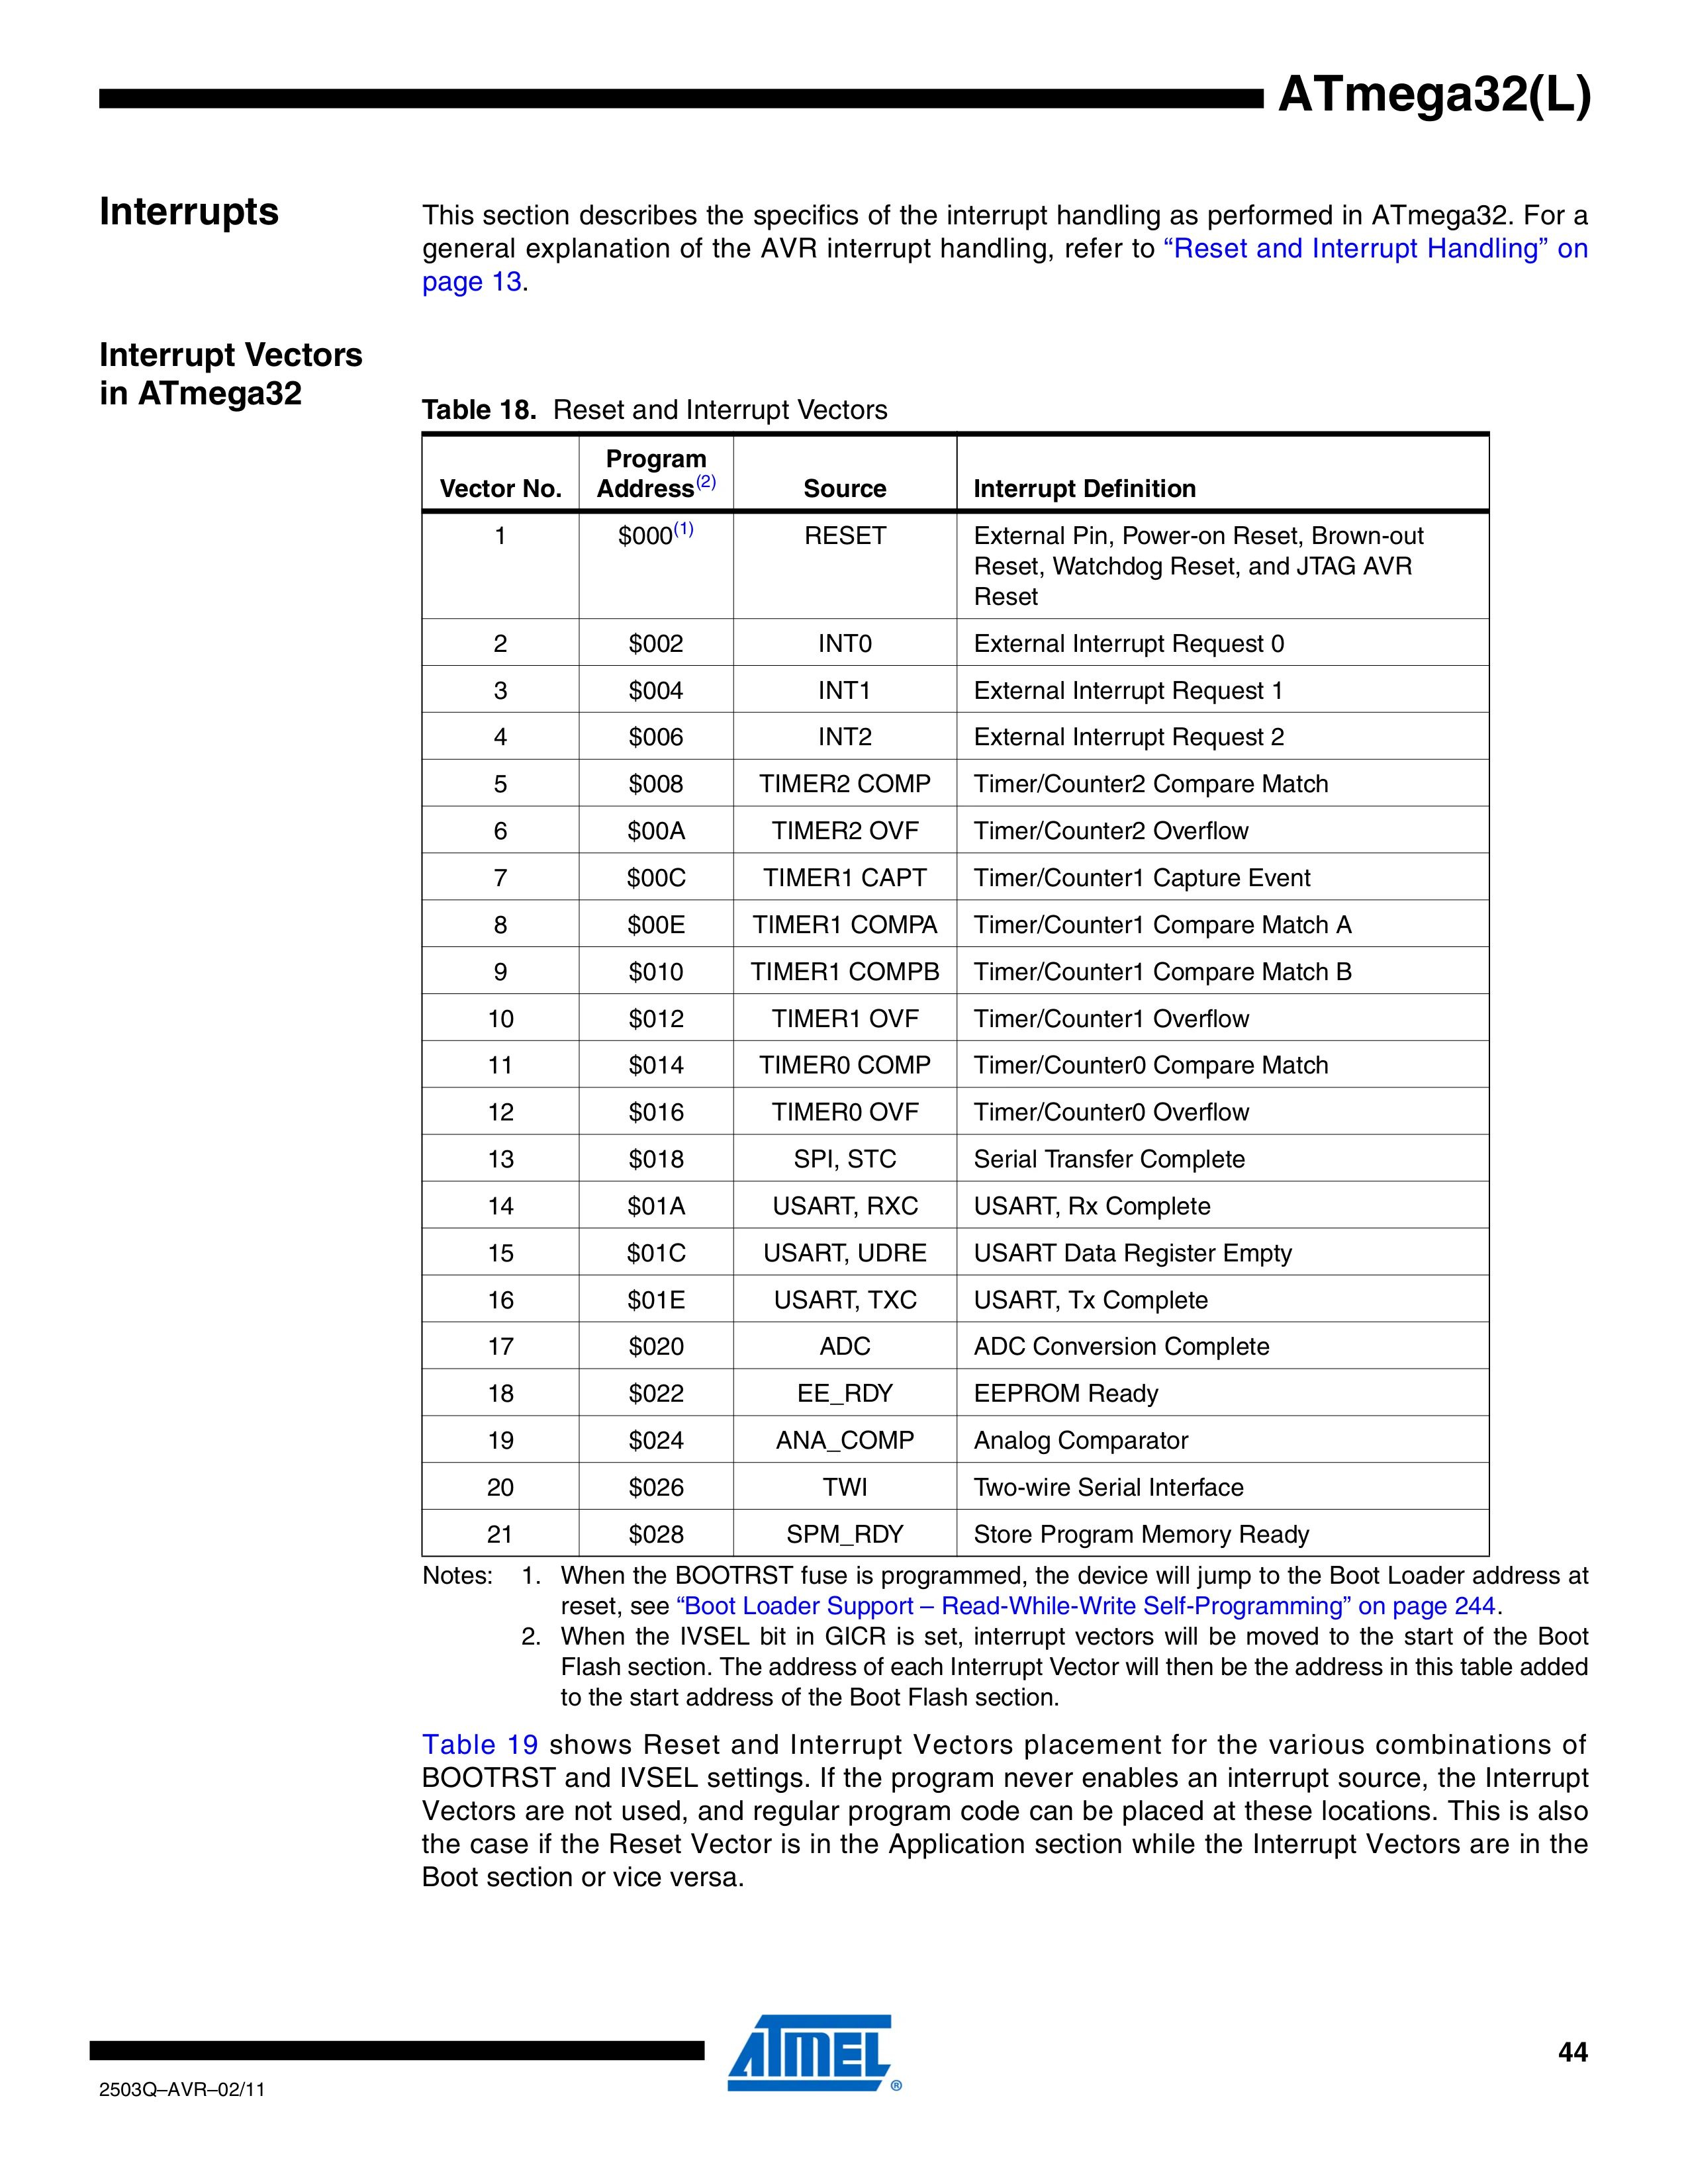 ATmega32(L)
Interrupts
This section describes the specifics of the interrupt handling as performed in ATmega32. For a
general explanation of the AVR interrupt handling, refer to “Reset and Interrupt Handling” on
page 13.
Interrupt Vectors
in ATmega32
Table 18. Reset and Interrupt Vectors
Vector No. Program Address(2) Source Interrupt Definition
1 $000(1) RESET External Pin, Power-on Reset, Brown-out
Reset, Watchdog Reset, and JTAG AVR
Reset
2 $002 INT0 External Interrupt Request 0
3 $004 INT1 External Interrupt Request 1
4 $006 INT2 External Interrupt Request 2
5 $008 TIMER2 COMP Timer/Counter2 Compare Match
6 $00A TIMER2 OVF Timer/Counter2 Overflow
7 $00C TIMER1 CAPT Timer/Counter1 Capture Event
8 $00E TIMER1 COMPA Timer/Counter1 Compare Match A
9 $010 TIMER1 COMPB Timer/Counter1 Compare Match B
10 $012 TIMER1 OVF Timer/Counter1 Overflow
11 $014 TIMER0 COMP Timer/Counter0 Compare Match
12 $016 TIMER0 OVF Timer/Counter0 Overflow
13 $018 SPI, STC Serial Transfer Complete
14 $01A USART, RXC USART, Rx Complete
15 $01C USART, UDRE USART Data Register Empty
16 $01E USART, TXC USART, Tx Complete
17 $020 ADC ADC Conversion Complete
18 $022 EE_RDY EEPROM Ready
19 $024 ANA_COMP Analog Comparator
20 $026 TWI Two-wire Serial Interface
21 $028 SPM_RDY Store Program Memory Ready
Notes: 1. When the BOOTRST fuse is programmed, the device will jump to the Boot Loader address at
reset, see “Boot Loader Support – Read-While-Write Self-Programming” on page 244.
2. When the IVSEL bit in GICR is set, interrupt vectors will be moved to the start of the Boot
Flash section. The address of each Interrupt Vector will then be the address in this table added
to the start address of the Boot Flash section.
Table 19 shows Reset and Interrupt Vectors placement for the various combinations of
BOOTRST and IVSEL settings. If the program never enables an interrupt source, the Interrupt
Vectors are not used, and regular program code can be placed at these locations. This is also
the case if the Reset Vector is in the Application section while the Interrupt Vectors are in the
Boot section or vice versa.
ATMEL ®
44
2503Q–AVR–02/11